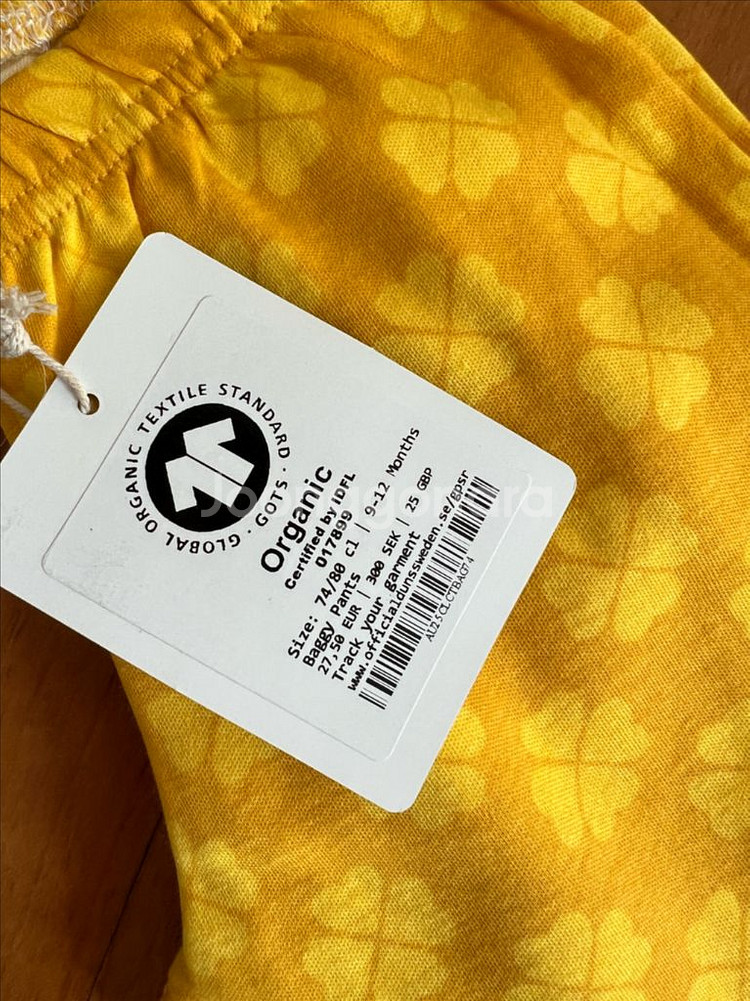 GLOBAL ORGANIC TEXTILE STANDARD · GOTS ·
Organic
Certified by IDFL
017899
Size: 74/80 cl | 9-12 Months
Baggy Pants
27,50 EUR | 300 SEK | 25 GBP
Track your garment
www.officialdunssweden.se/gpsr